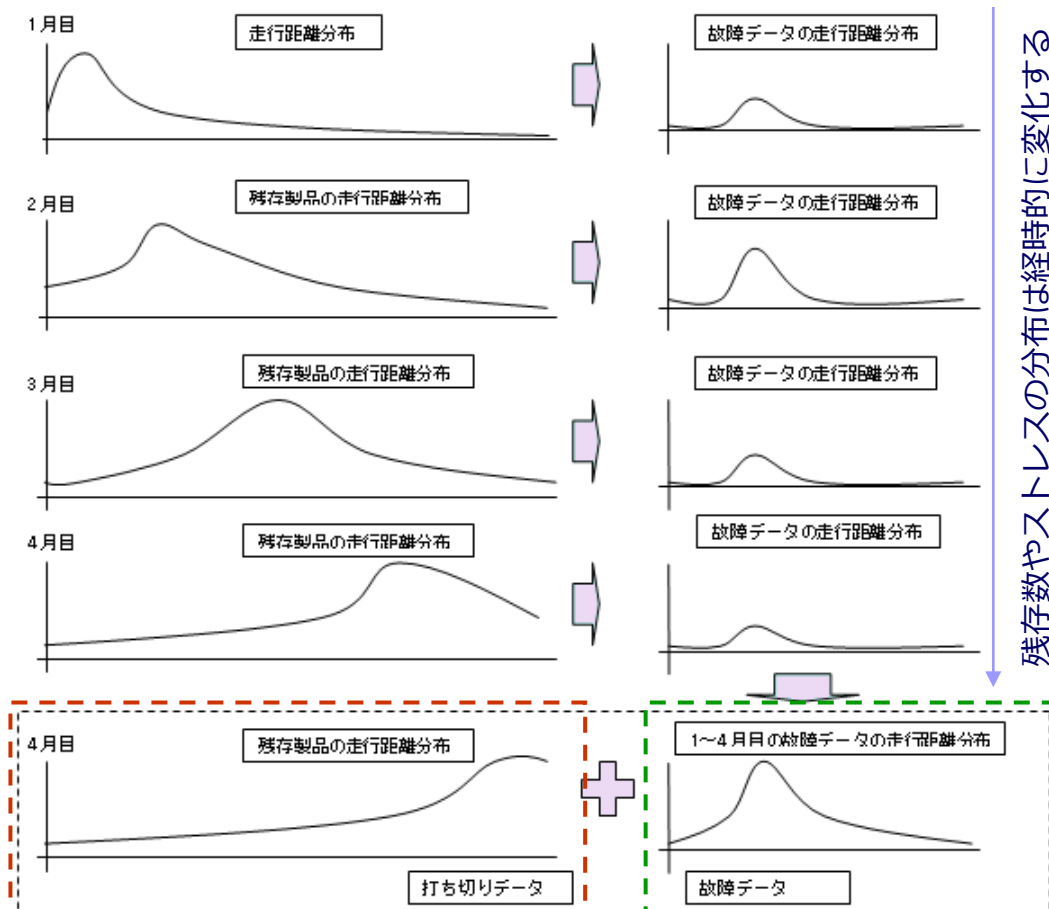 1月目
走行距離分布
故障データの走行距離分布
2月目
残存製品の走行距離分布
故障データの走行距離分布
3月目
残存製品の走行距離分布
故障データの走行距離分布
4月目
残存製品の走行距離分布
故障データの走行距離分布
4月目
残存製品の走行距離分布
1～4月目の故障データの走行距離分布
打ち切りデータ
故障データ
残存数やストレスの分布は経時的に変化する